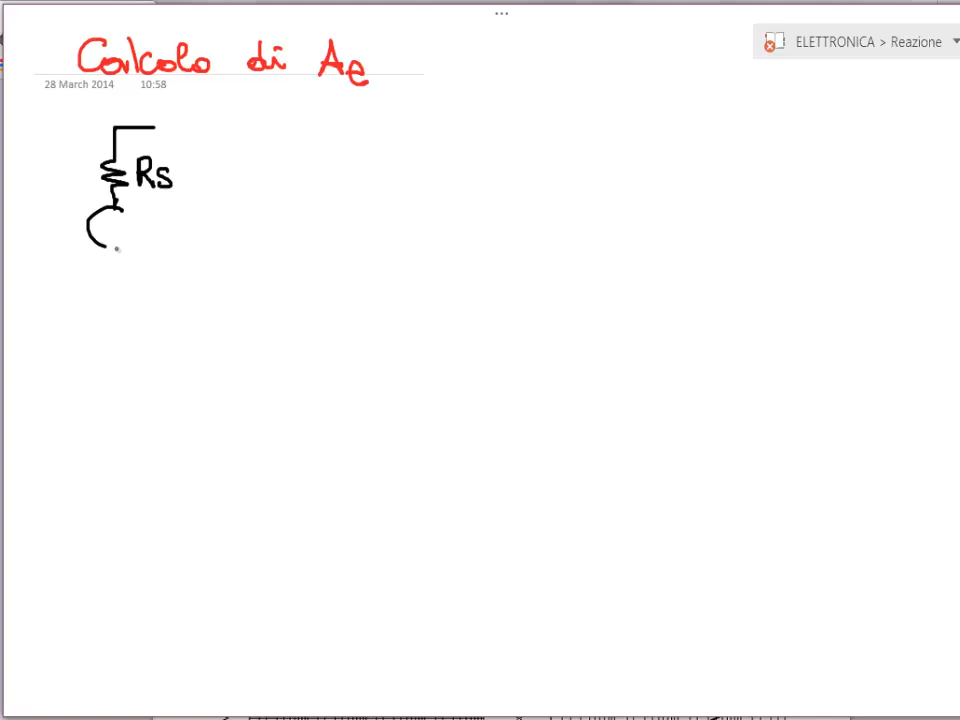 ELETTRONICA > Reazione
Calcolo di Ae
28 March 2014 10:58
Rs